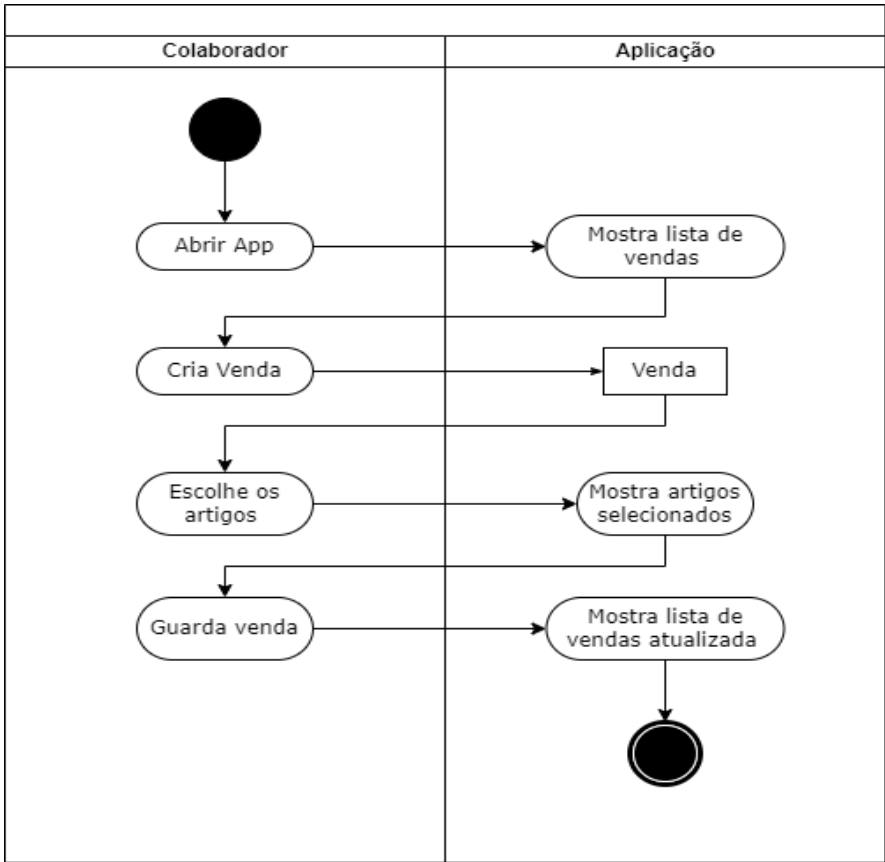 Colaborador
Aplicação
Abrir App
Mostra lista de
vendas
Cria Venda
Venda
Escolhe os
artigos
Mostra artigos
selecionados
Guarda venda
Mostra lista de
vendas atualizada